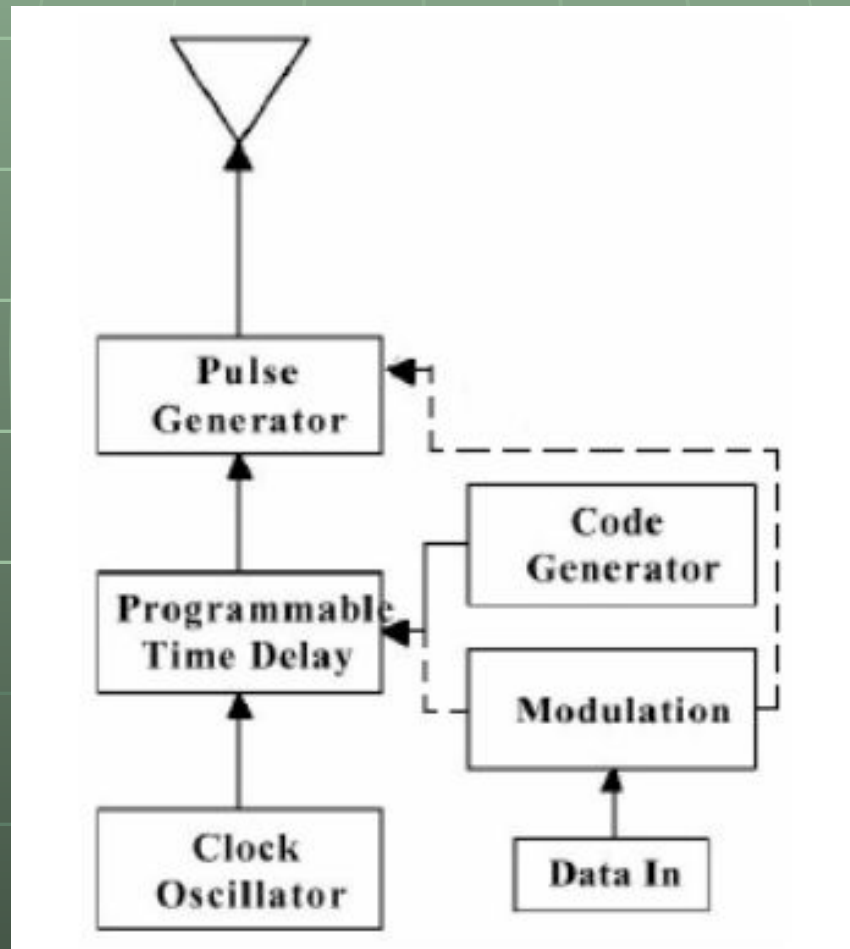 Pulse
Generator
Code
Generator
Programmable
Time Delay
Modulation
Clock
Oscillator
Data In